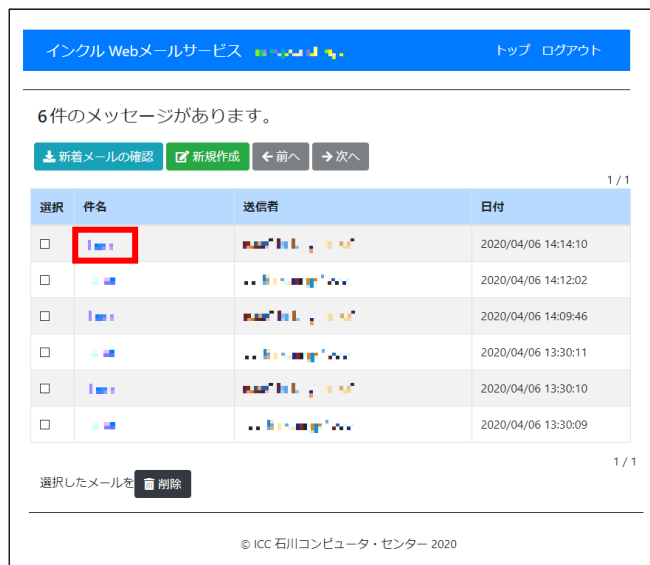 インクル Webメールサービス トップ ログアウト
6件のメッセージがあります。
新着メールの確認 新規作成 前へ 次へ
1 / 1
選択 件名 送信者 日付
2020/04/06 14:14:10
2020/04/06 14:12:02
2020/04/06 14:09:46
2020/04/06 13:30:11
2020/04/06 13:30:10
2020/04/06 13:30:09
1 / 1
選択したメールを 削除
© ICC 石川コンピュータ・センター 2020